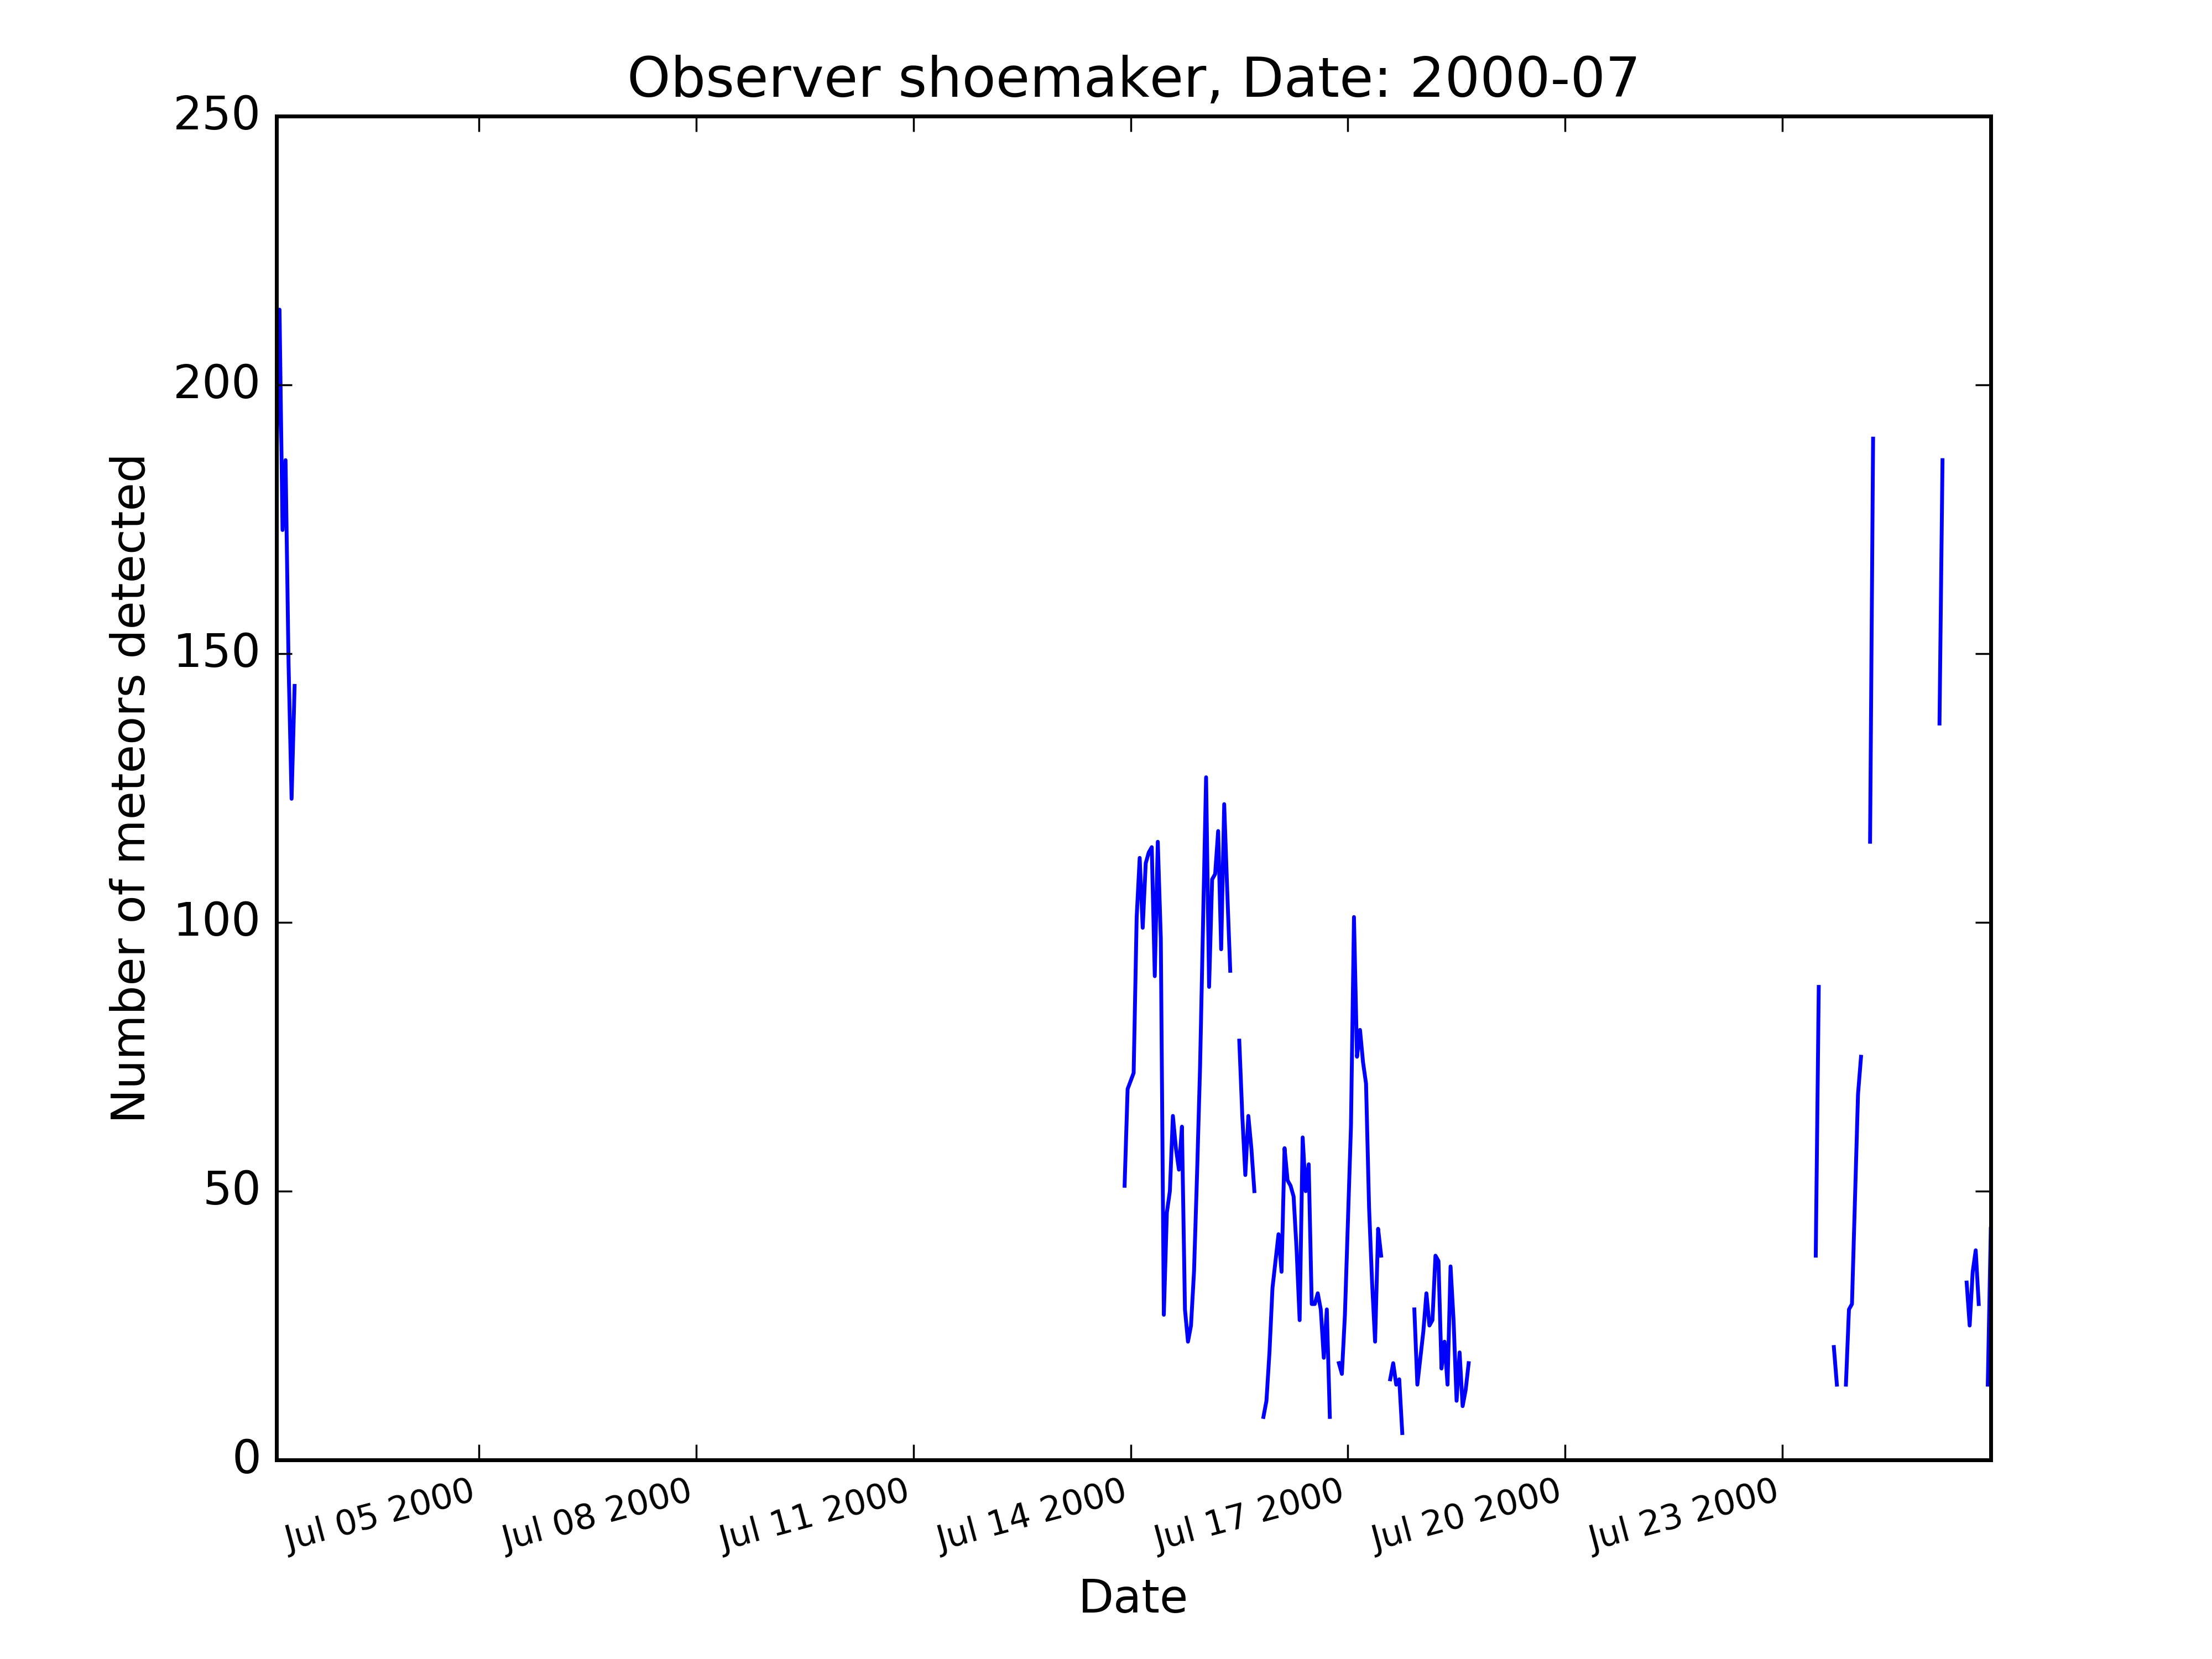 Observer shoemaker, Date: 2000-07
250
200
150
100
50
0
Number of meteors detected
Jul 05 2000
Jul 08 2000
Jul 11 2000
Jul 14 2000
Jul 17 2000
Jul 20 2000
Jul 23 2000
Date